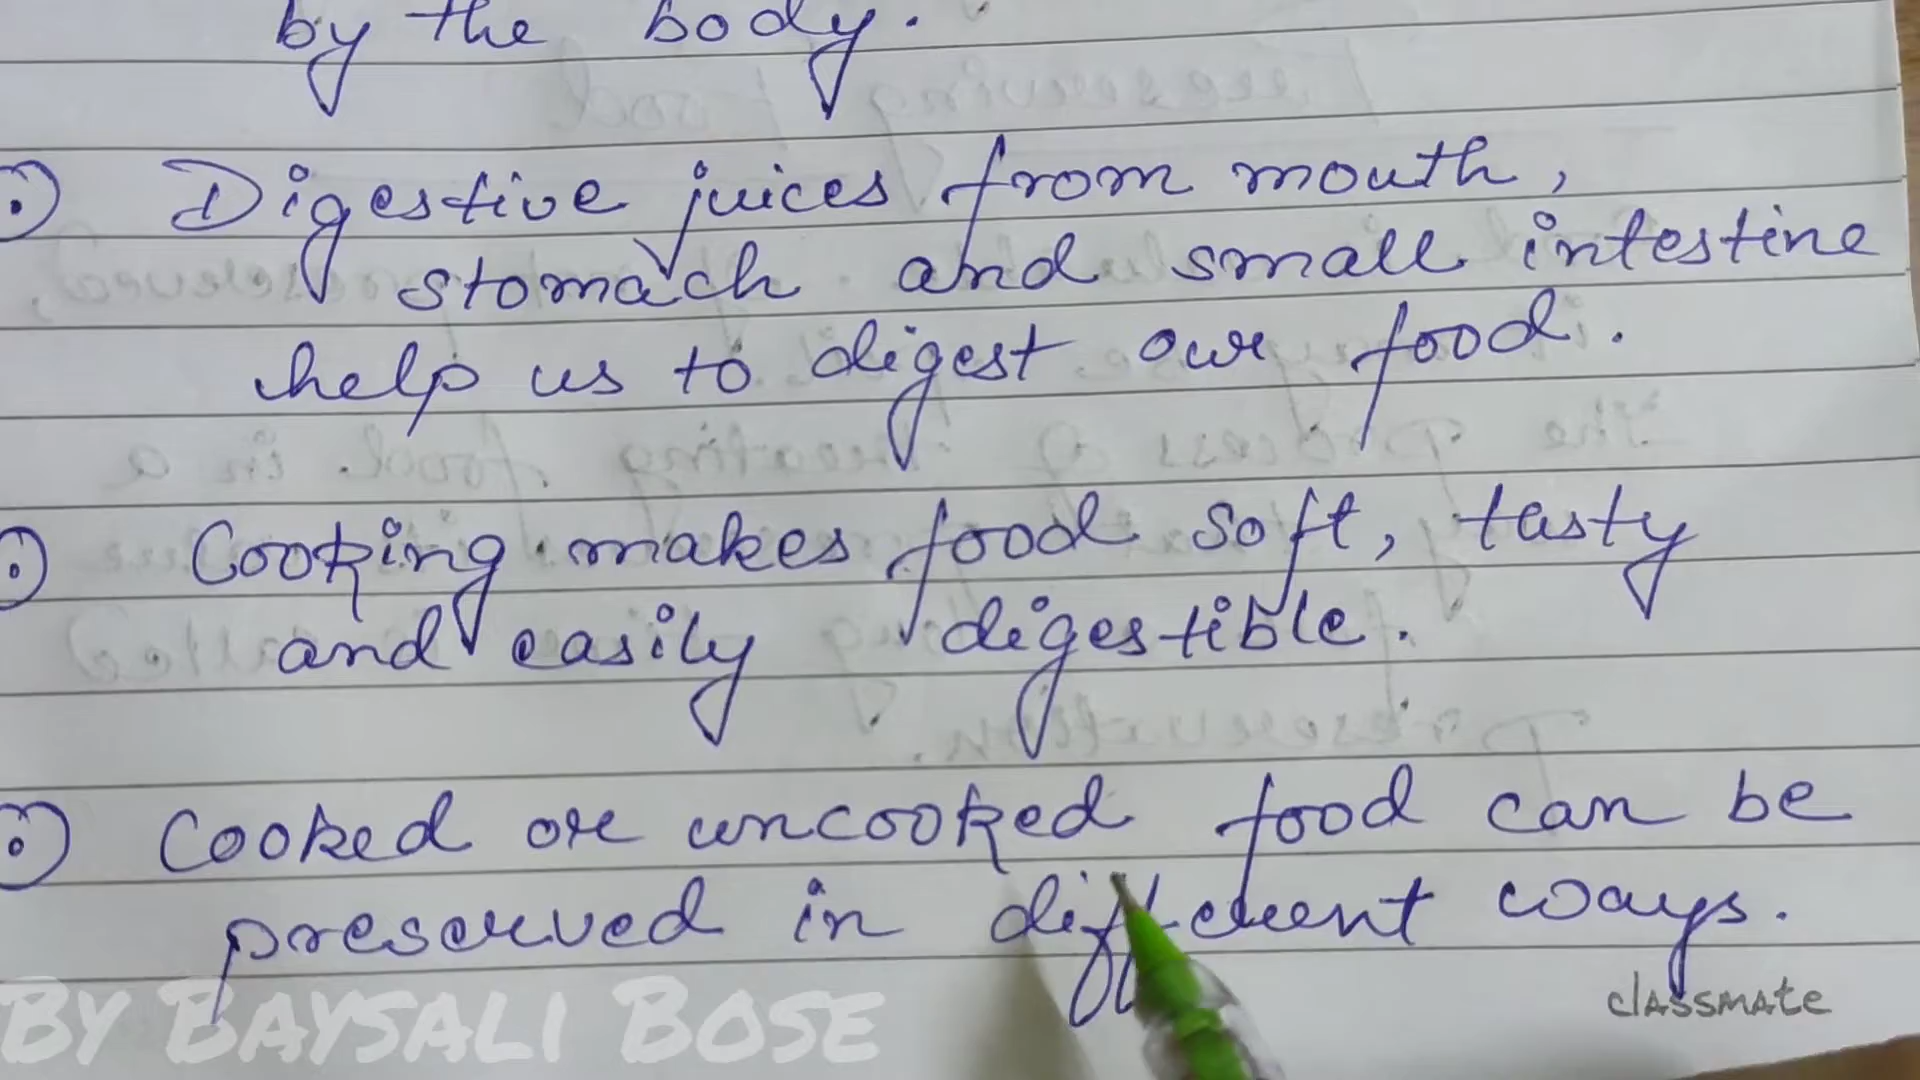 by the body.
Digestive juices from mouth,
stomach and small intestine
help us to digest our food.
Cooking makes food soft, tasty
and easily digestible.
Cooked or uncooked food can be
preserved in different ways.
classmate
By Baysali Bose